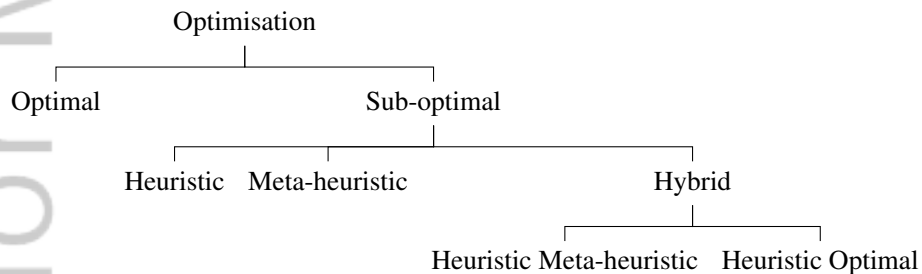 Optimisation
Optimal Sub-optimal
Heuristic Meta-heuristic Hybrid
Heuristic Meta-heuristic Heuristic Optimal